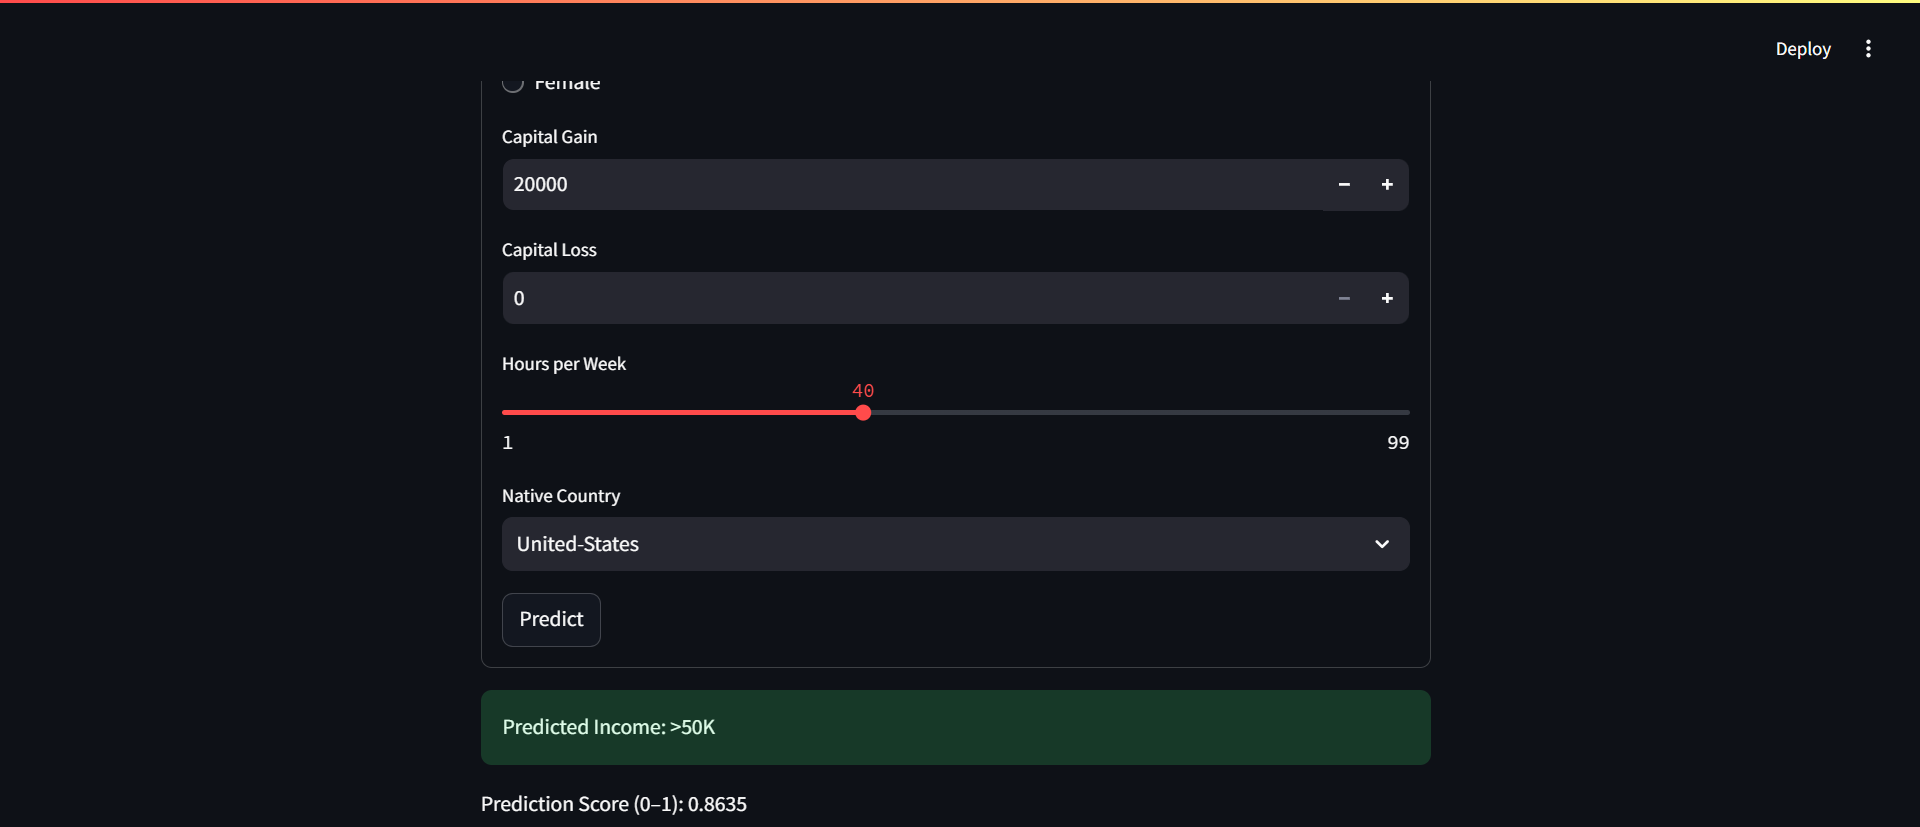 Deploy
Female
Capital Gain
20000
Capital Loss
0
Hours per Week
40
1
99
Native Country
United-States
Predict
Predicted Income: >50K
Prediction Score (0–1): 0.8635